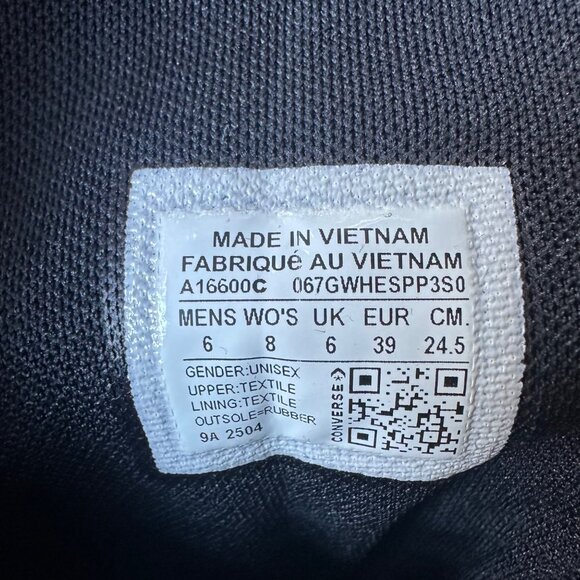 MADE IN VIETNAM
FABRIQUé AU VIETNAM
A16600C 067GWHESPP3S0
MENS WO'S UK EUR CM.
6 8 6 39 24.5
GENDER:UNISEX
UPPER:TEXTILE
LINING:TEXTILE
OUTSOLE=RUBBER
9A 2504
CONVERSE